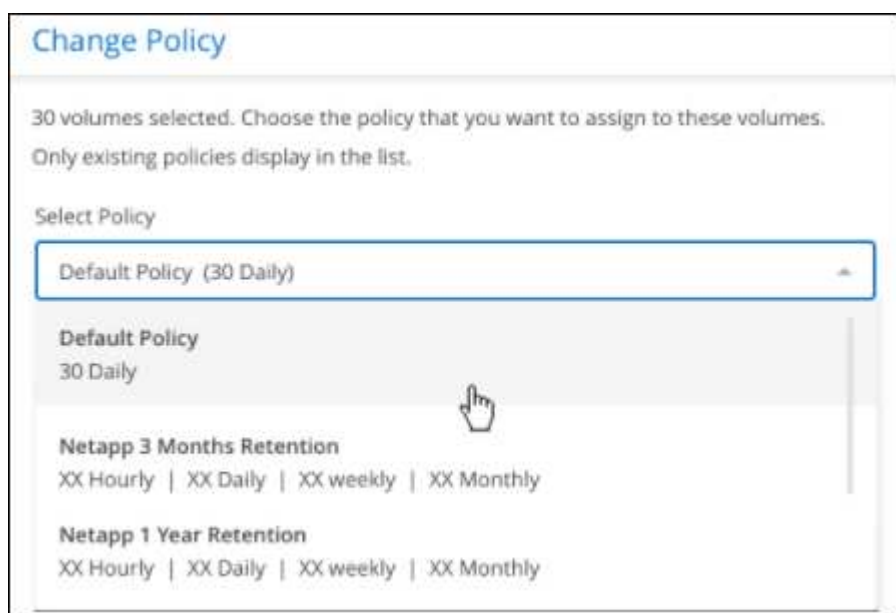 Change Policy
30 volumes selected. Choose the policy that you want to assign to these volumes.
Only existing policies display in the list.
Select Policy
Default Policy (30 Daily)
Default Policy
30 Daily
Netapp 3 Months Retention
XX Hourly | XX Daily | XX weekly | XX Monthly
Netapp 1 Year Retention
XX Hourly | XX Daily | XX weekly | XX Monthly